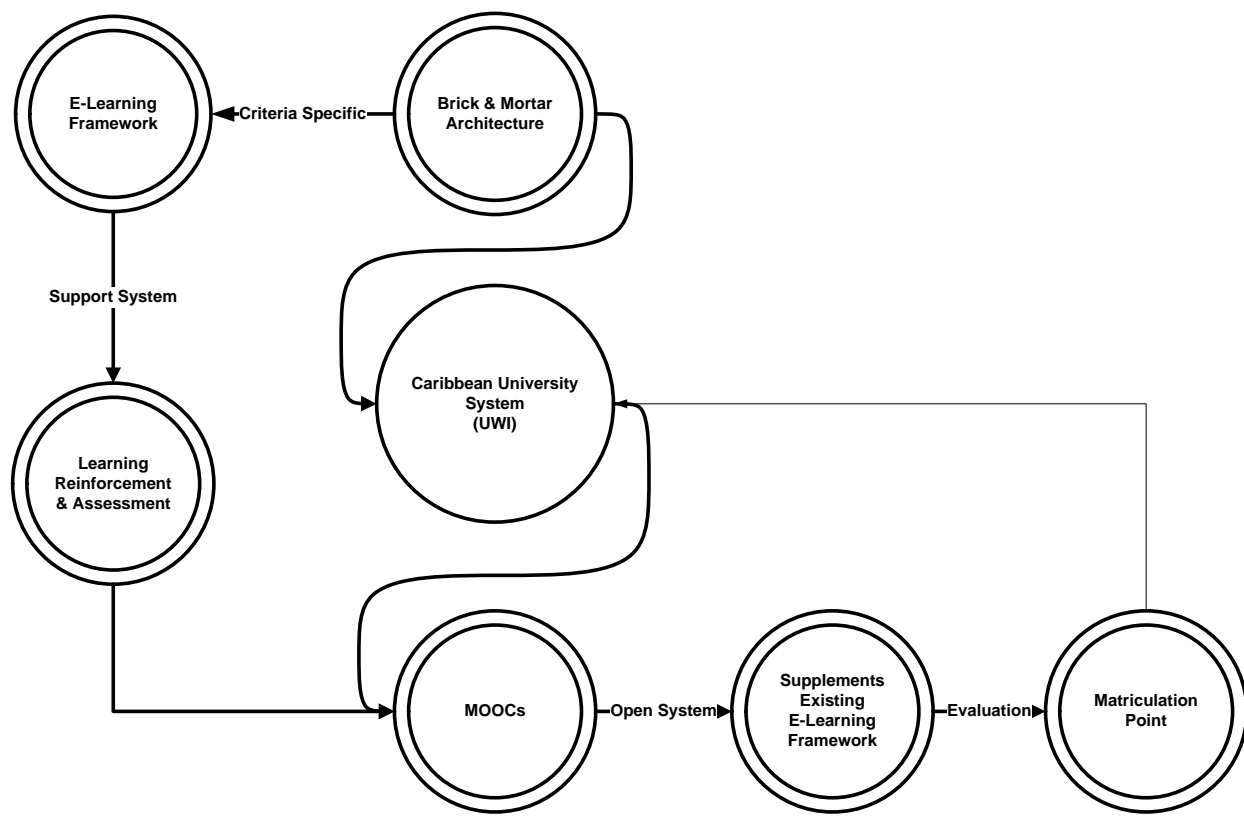 E-Learning
Framework
Criteria Specific
Brick & Mortar
Architecture
Support System
Caribbean University
System
(UWI)
Learning
Reinforcement
& Assessment
MOOCs
Open System
Supplements
Existing
E-Learning
Framework
Evaluation
Matriculation
Point